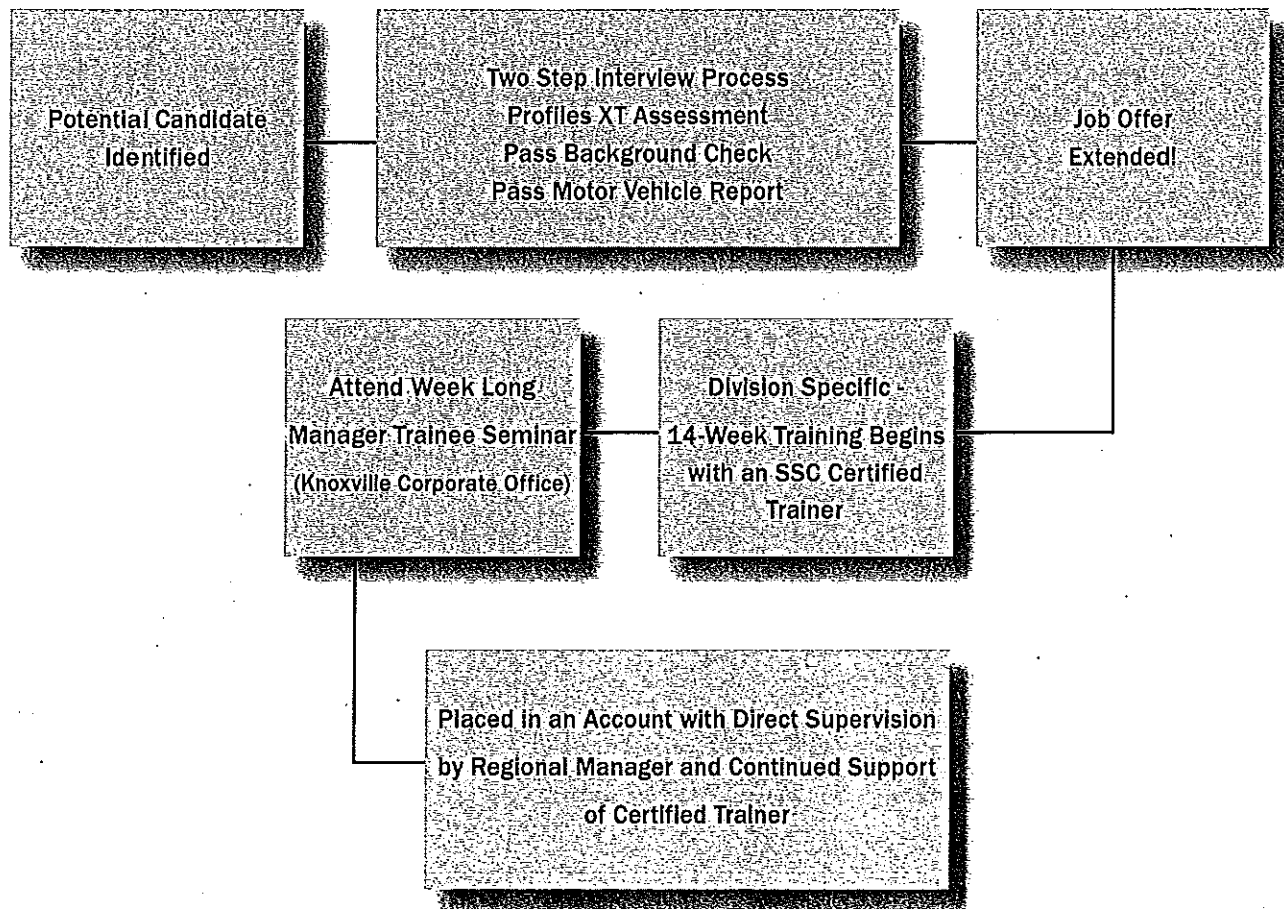 Potential Candidate
Identified
Two Step Interview Process
Profiles XT Assessment
Pass Background Check
Pass Motor Vehicle Report
Job Offer
Extended!
Division Specific -
14-Week Training Begins
with an SSC Certified
Trainer
Attend Week Long
Manager Trainee Seminar
(Knoxville Corporate Office)
Placed in an Account with Direct Supervision
by Regional Manager and Continued Support
of Certified Trainer